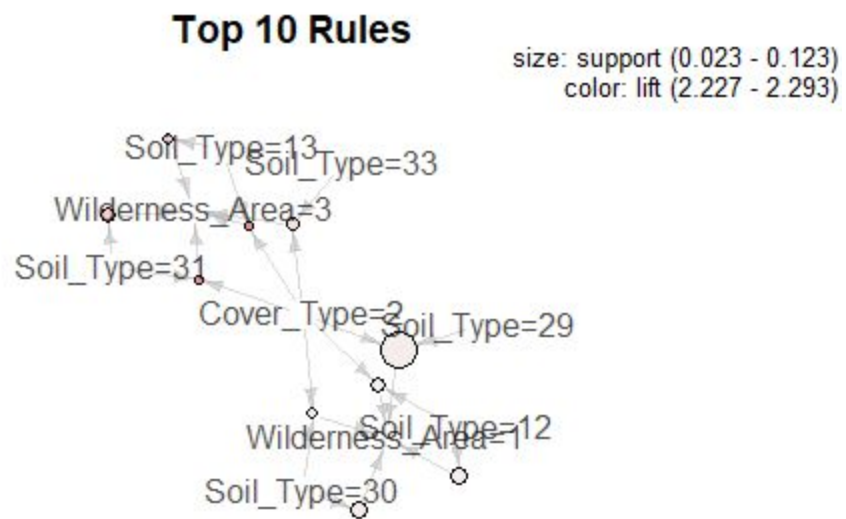 Top 10 Rules
size: support (0.023 - 0.123)
color: lift (2.227 - 2.293)
Soil_Type=13
Soil_Type=33
Wilderness_Area=3
Soil_Type=31
Cover_Type=2
Soil_Type=29
Soil_Type=12
Wilderness_Area=1
Soil_Type=30